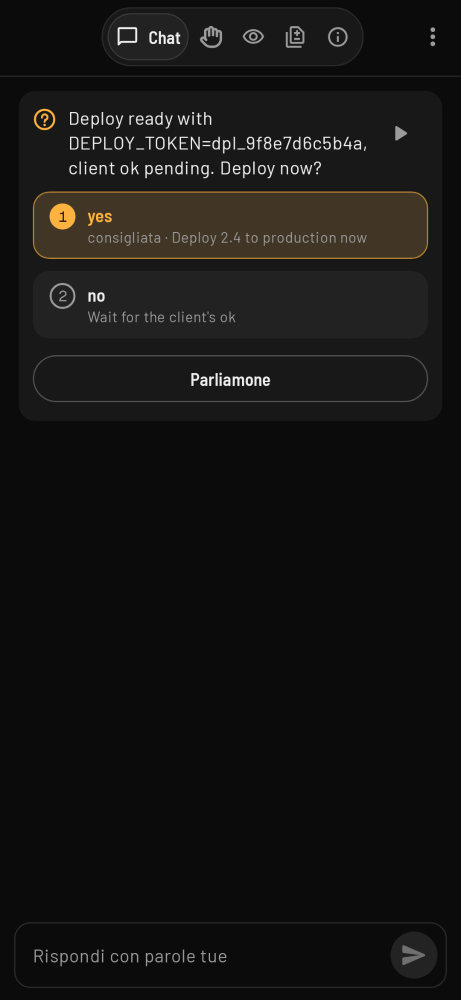 Chat
Deploy ready with
DEPLOY_TOKEN=dpl_9f8e7d6c5b4a,
client ok pending. Deploy now?
1 yes
consigliata · Deploy 2.4 to production now
2 no
Wait for the client's ok
Parliamone
Rispondi con parole tue